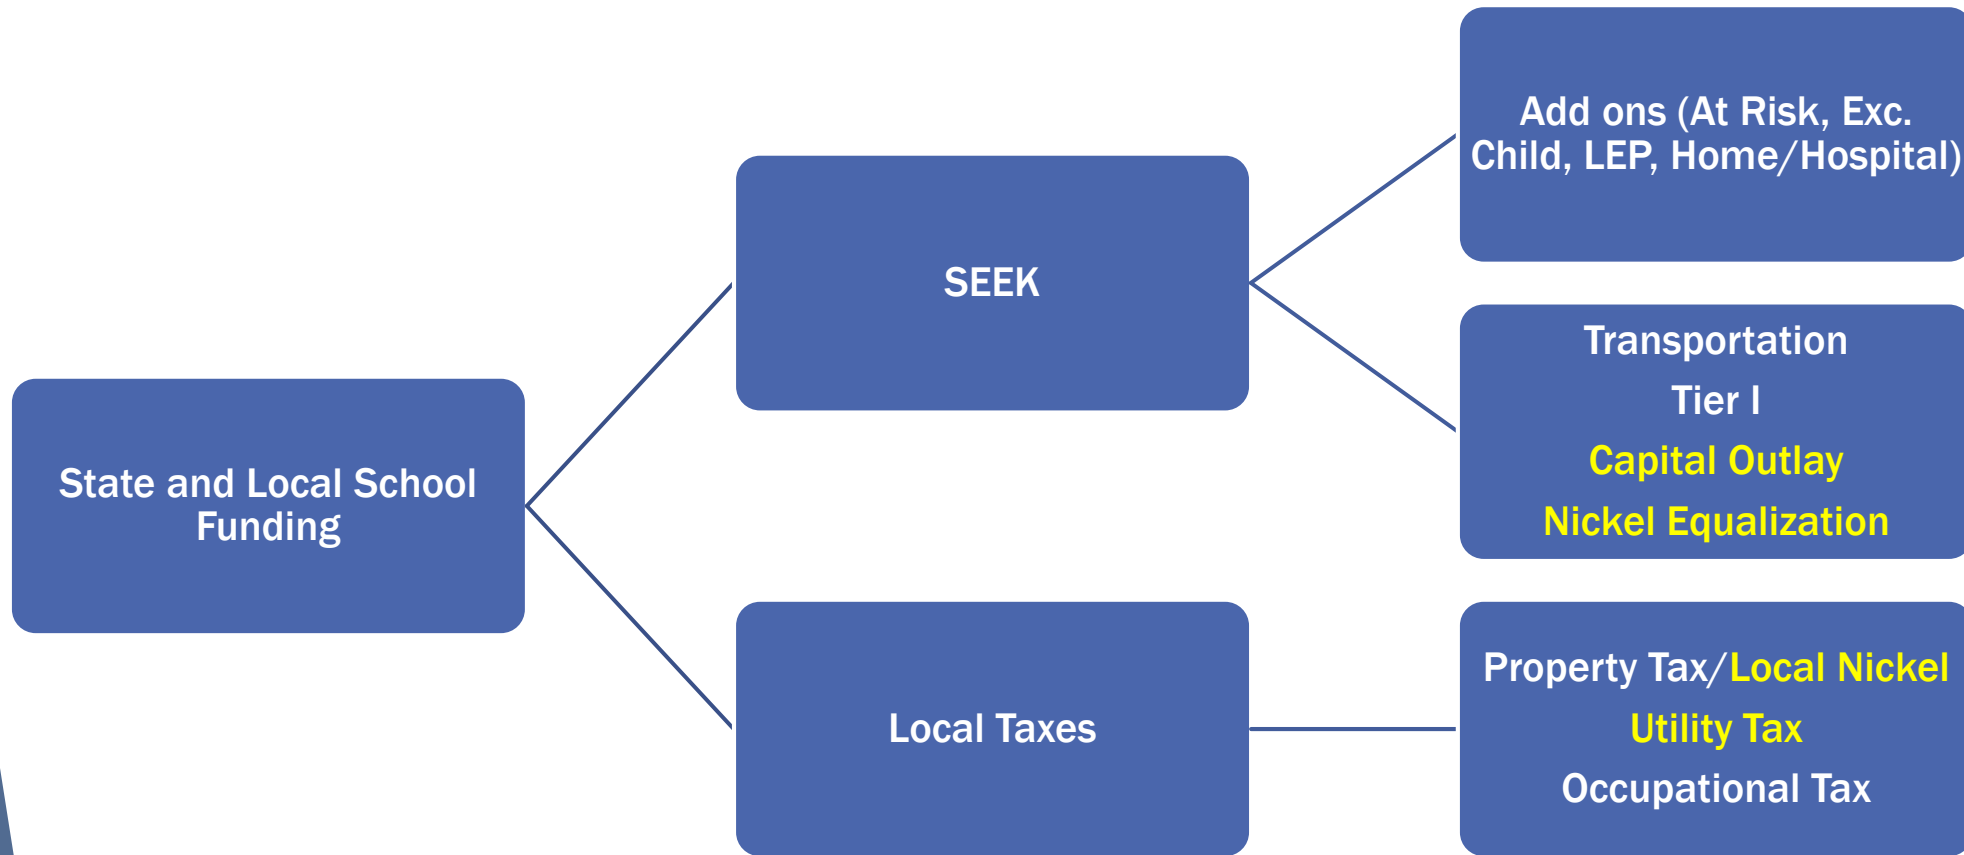 State and Local School
Funding
SEEK
Add ons (At Risk, Exc.
Child, LEP, Home/Hospital)
Transportation
Tier I
Capital Outlay
Nickel Equalization
Local Taxes
Property Tax/Local Nickel
Utility Tax
Occupational Tax